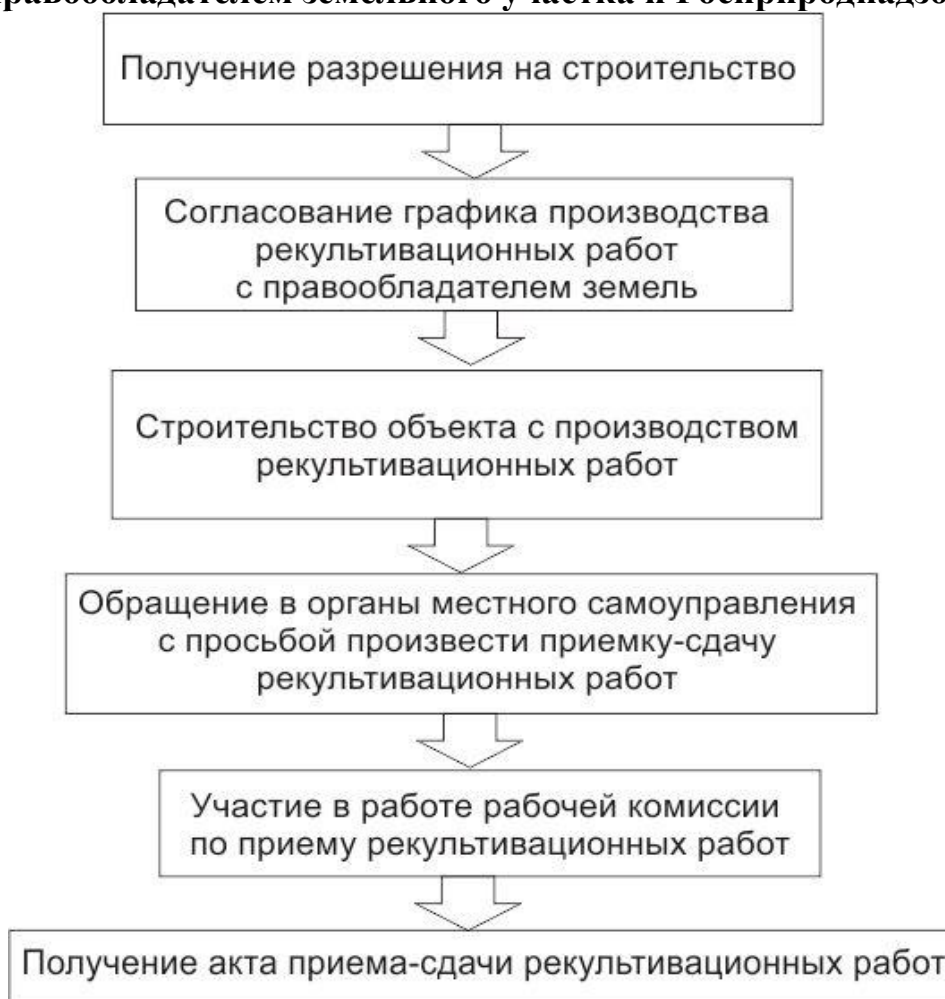 земельного участка и
Получение разрешения на строительство
Согласование графика производства
рекультивационных работ
с правообладателем земель
Строительство объекта с производством
рекультивационных работ
Обращение в органы местного самоуправления
с просьбой произвести приемку-сдачу
рекультивационных работ
Участие в работе рабочей комиссии
по приему рекультивационных работ
Получение акта приема-сдачи рекультивационных работ